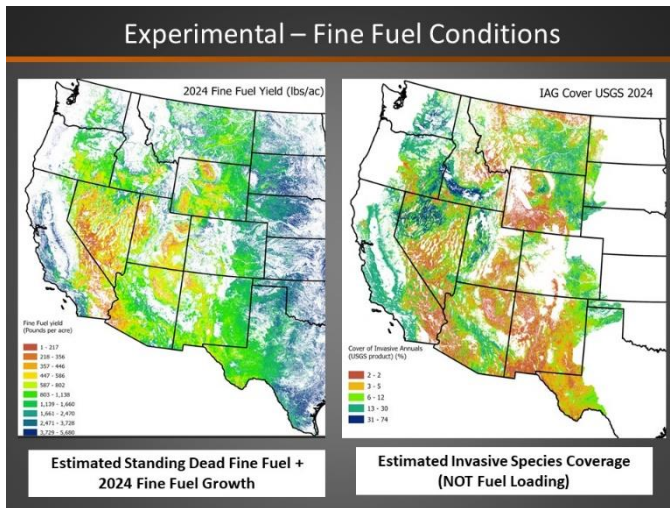 Experimental – Fine Fuel Conditions
2024 Fine Fuel Yield (lbs/ac)
Fine Fuel yield
(Pounds per acre)
1 - 217
218 - 356
357 - 446
447 - 586
587 - 802
803 - 1,138
1,139 - 1,660
1,661 - 2,470
2,471 - 3,728
3,729 - 5,680
Estimated Standing Dead Fine Fuel +
2024 Fine Fuel Growth
IAG Cover USGS 2024
Cover of Invasive Annuals
(USGS product) (%)
2 - 2
3 - 5
6 - 12
13 - 30
31 - 74
Estimated Invasive Species Coverage
(NOT Fuel Loading)